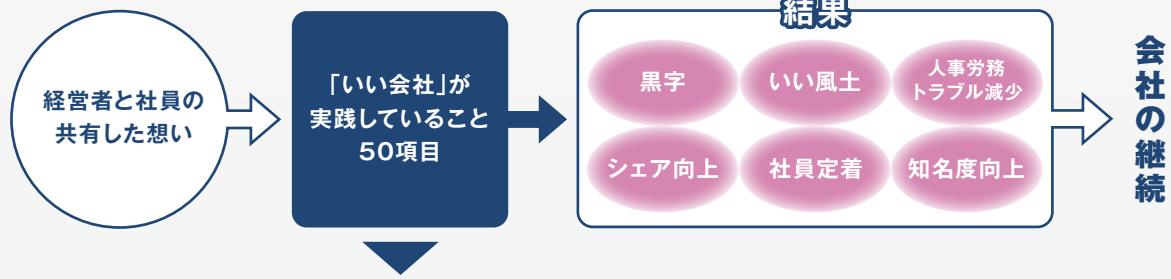 経営者と社員の
共有した想い
「いい会社」が
実践していること
50項目
結果
黒字
いい風土
人事労務
トラブル減少
シェア向上
社員定着
知名度向上
会社の継続